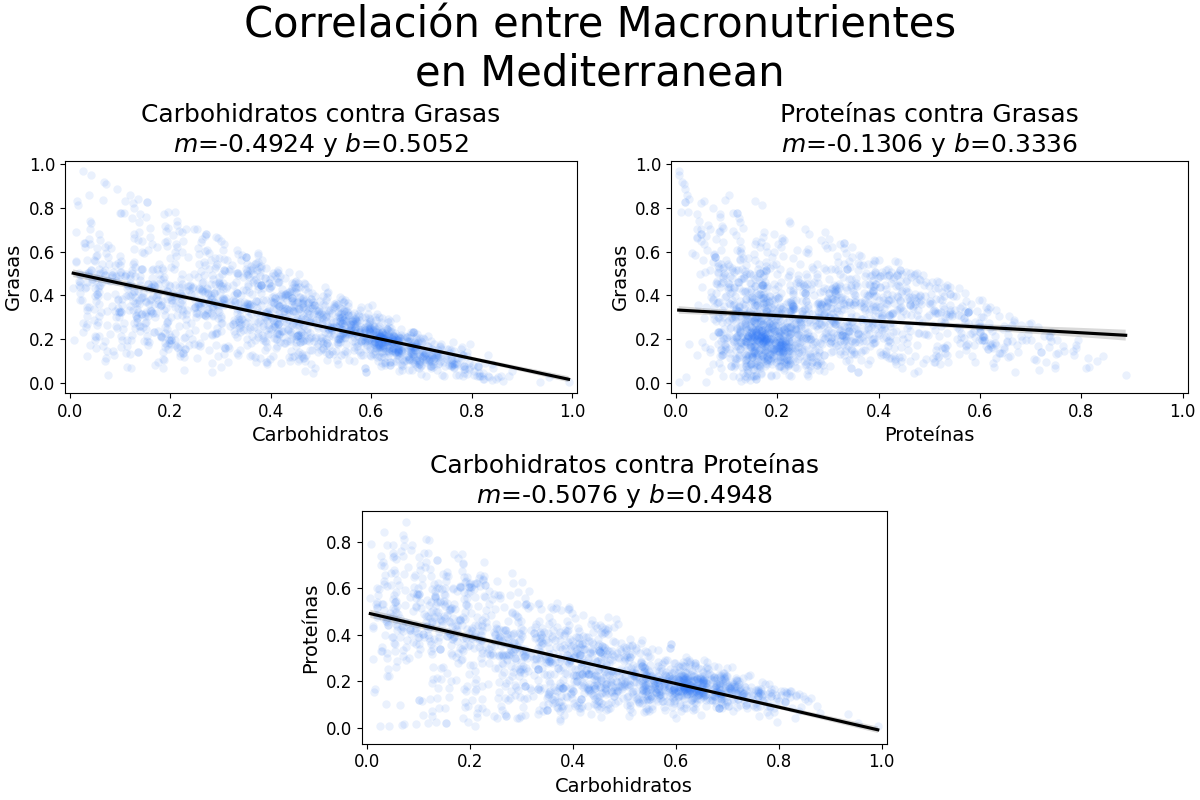 Correlación entre Macronutrientes
en Mediterranean
Carbohidratos contra Grasas
m=-0.4924 y b=0.5052
1.0
0.8
0.6
0.4
0.2
0.0
Grasas
0.0 0.2 0.4 0.6 0.8 1.0
Carbohidratos
Proteínas contra Grasas
m=-0.1306 y b=0.3336
1.0
0.8
0.6
0.4
0.2
0.0
Grasas
0.0 0.2 0.4 0.6 0.8 1.0
Proteínas
Carbohidratos contra Proteínas
m=-0.5076 y b=0.4948
0.8
0.6
0.4
0.2
0.0
Proteínas
0.0 0.2 0.4 0.6 0.8 1.0
Carbohidratos